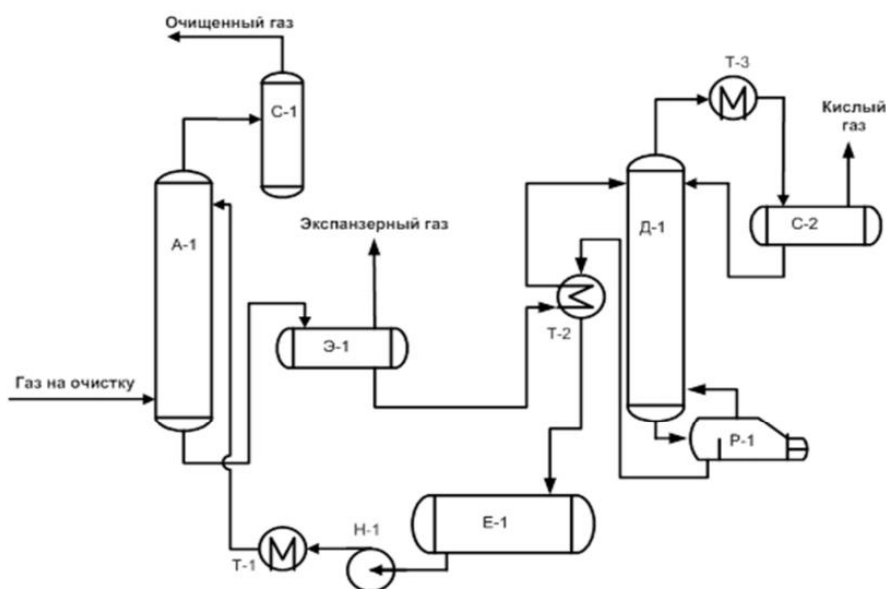 Очищенный газ
Т-3
С-1
Кислый
газ
Экспанзерный газ
А-1
Д-1
С-2
Т-2
Э-1
Газ на очистку
Р-1
Е-1
Н-1
Т-1